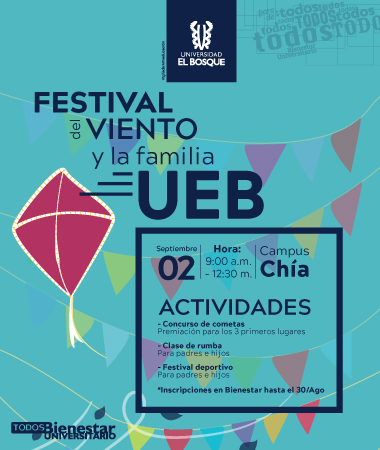 UNIVERSIDAD
EL BOSQUE
FESTIVAL
del VIENTO
y la familia
UEB
Septiembre
02
Hora:
9:00 a.m.
- 12:30 m.
Campus
Chía
ACTIVIDADES
- Concurso de cometas
Premiación para los 3 primeros lugares
- Clase de rumba
Para padres e hijos
- Festival deportivo
Para padres e hijos
*Inscripciones en Bienestar hasta el 30/Ago
TODOS Bienestar
UNIVERSITARIO